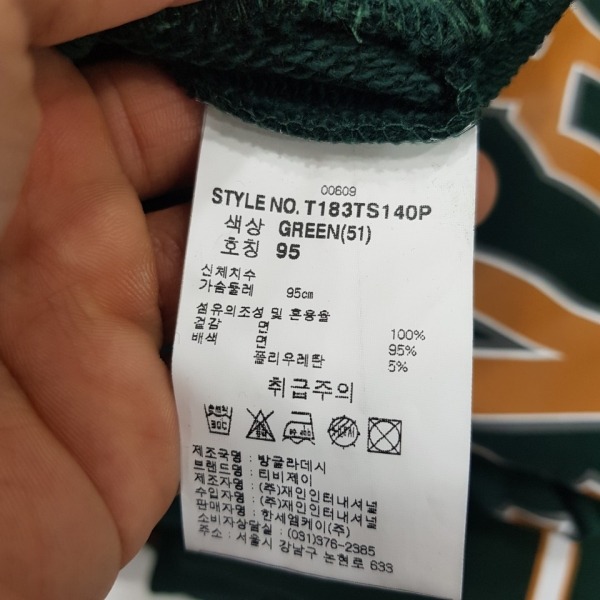 00609
STYLE NO. T183TS140P
색상 GREEN(51)
호칭 95
신체치수
가슴둘레 95cm
섬유의조성 및 혼용율
겉감 면 100%
배색 면 95%
폴리우레탄 5%
취급주의
제조국명 : 방글라데시
브랜드명 : 티비제이
제조자명 : (주)재인인터내셔널
수입자명 : (주)재인인터내셔널
판매자명 : 한세엠케이(주)
소비자상담실 : (031)376-2385
주소 : 서울시 강남구 논현로 633